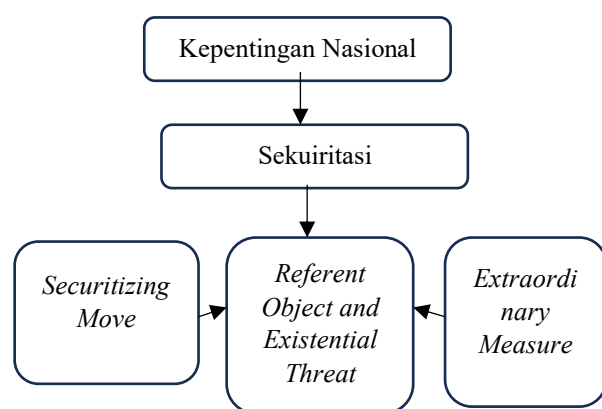 Kepentingan Nasional
Sekuiritasi
Securitizing
Move
Referent
Object and
Existential
Threat
Extraordi
nary
Measure